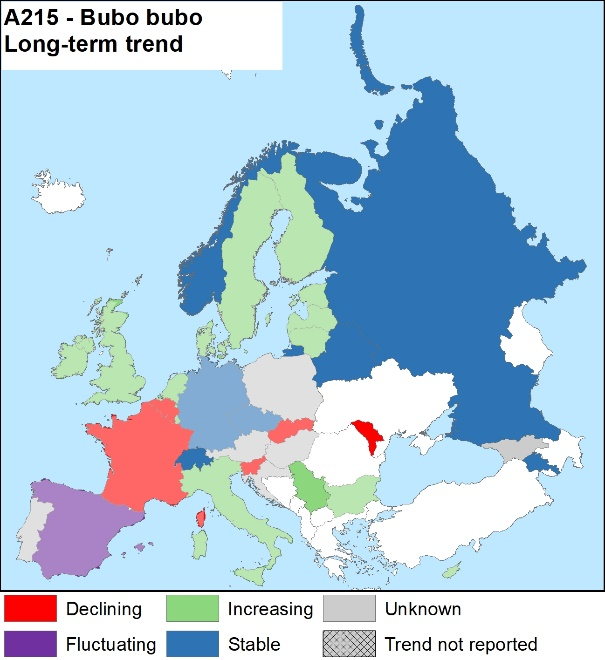 A215 - Bubo bubo
Long-term trend
Declining
Increasing
Unknown
Fluctuating
Stable
Trend not reported